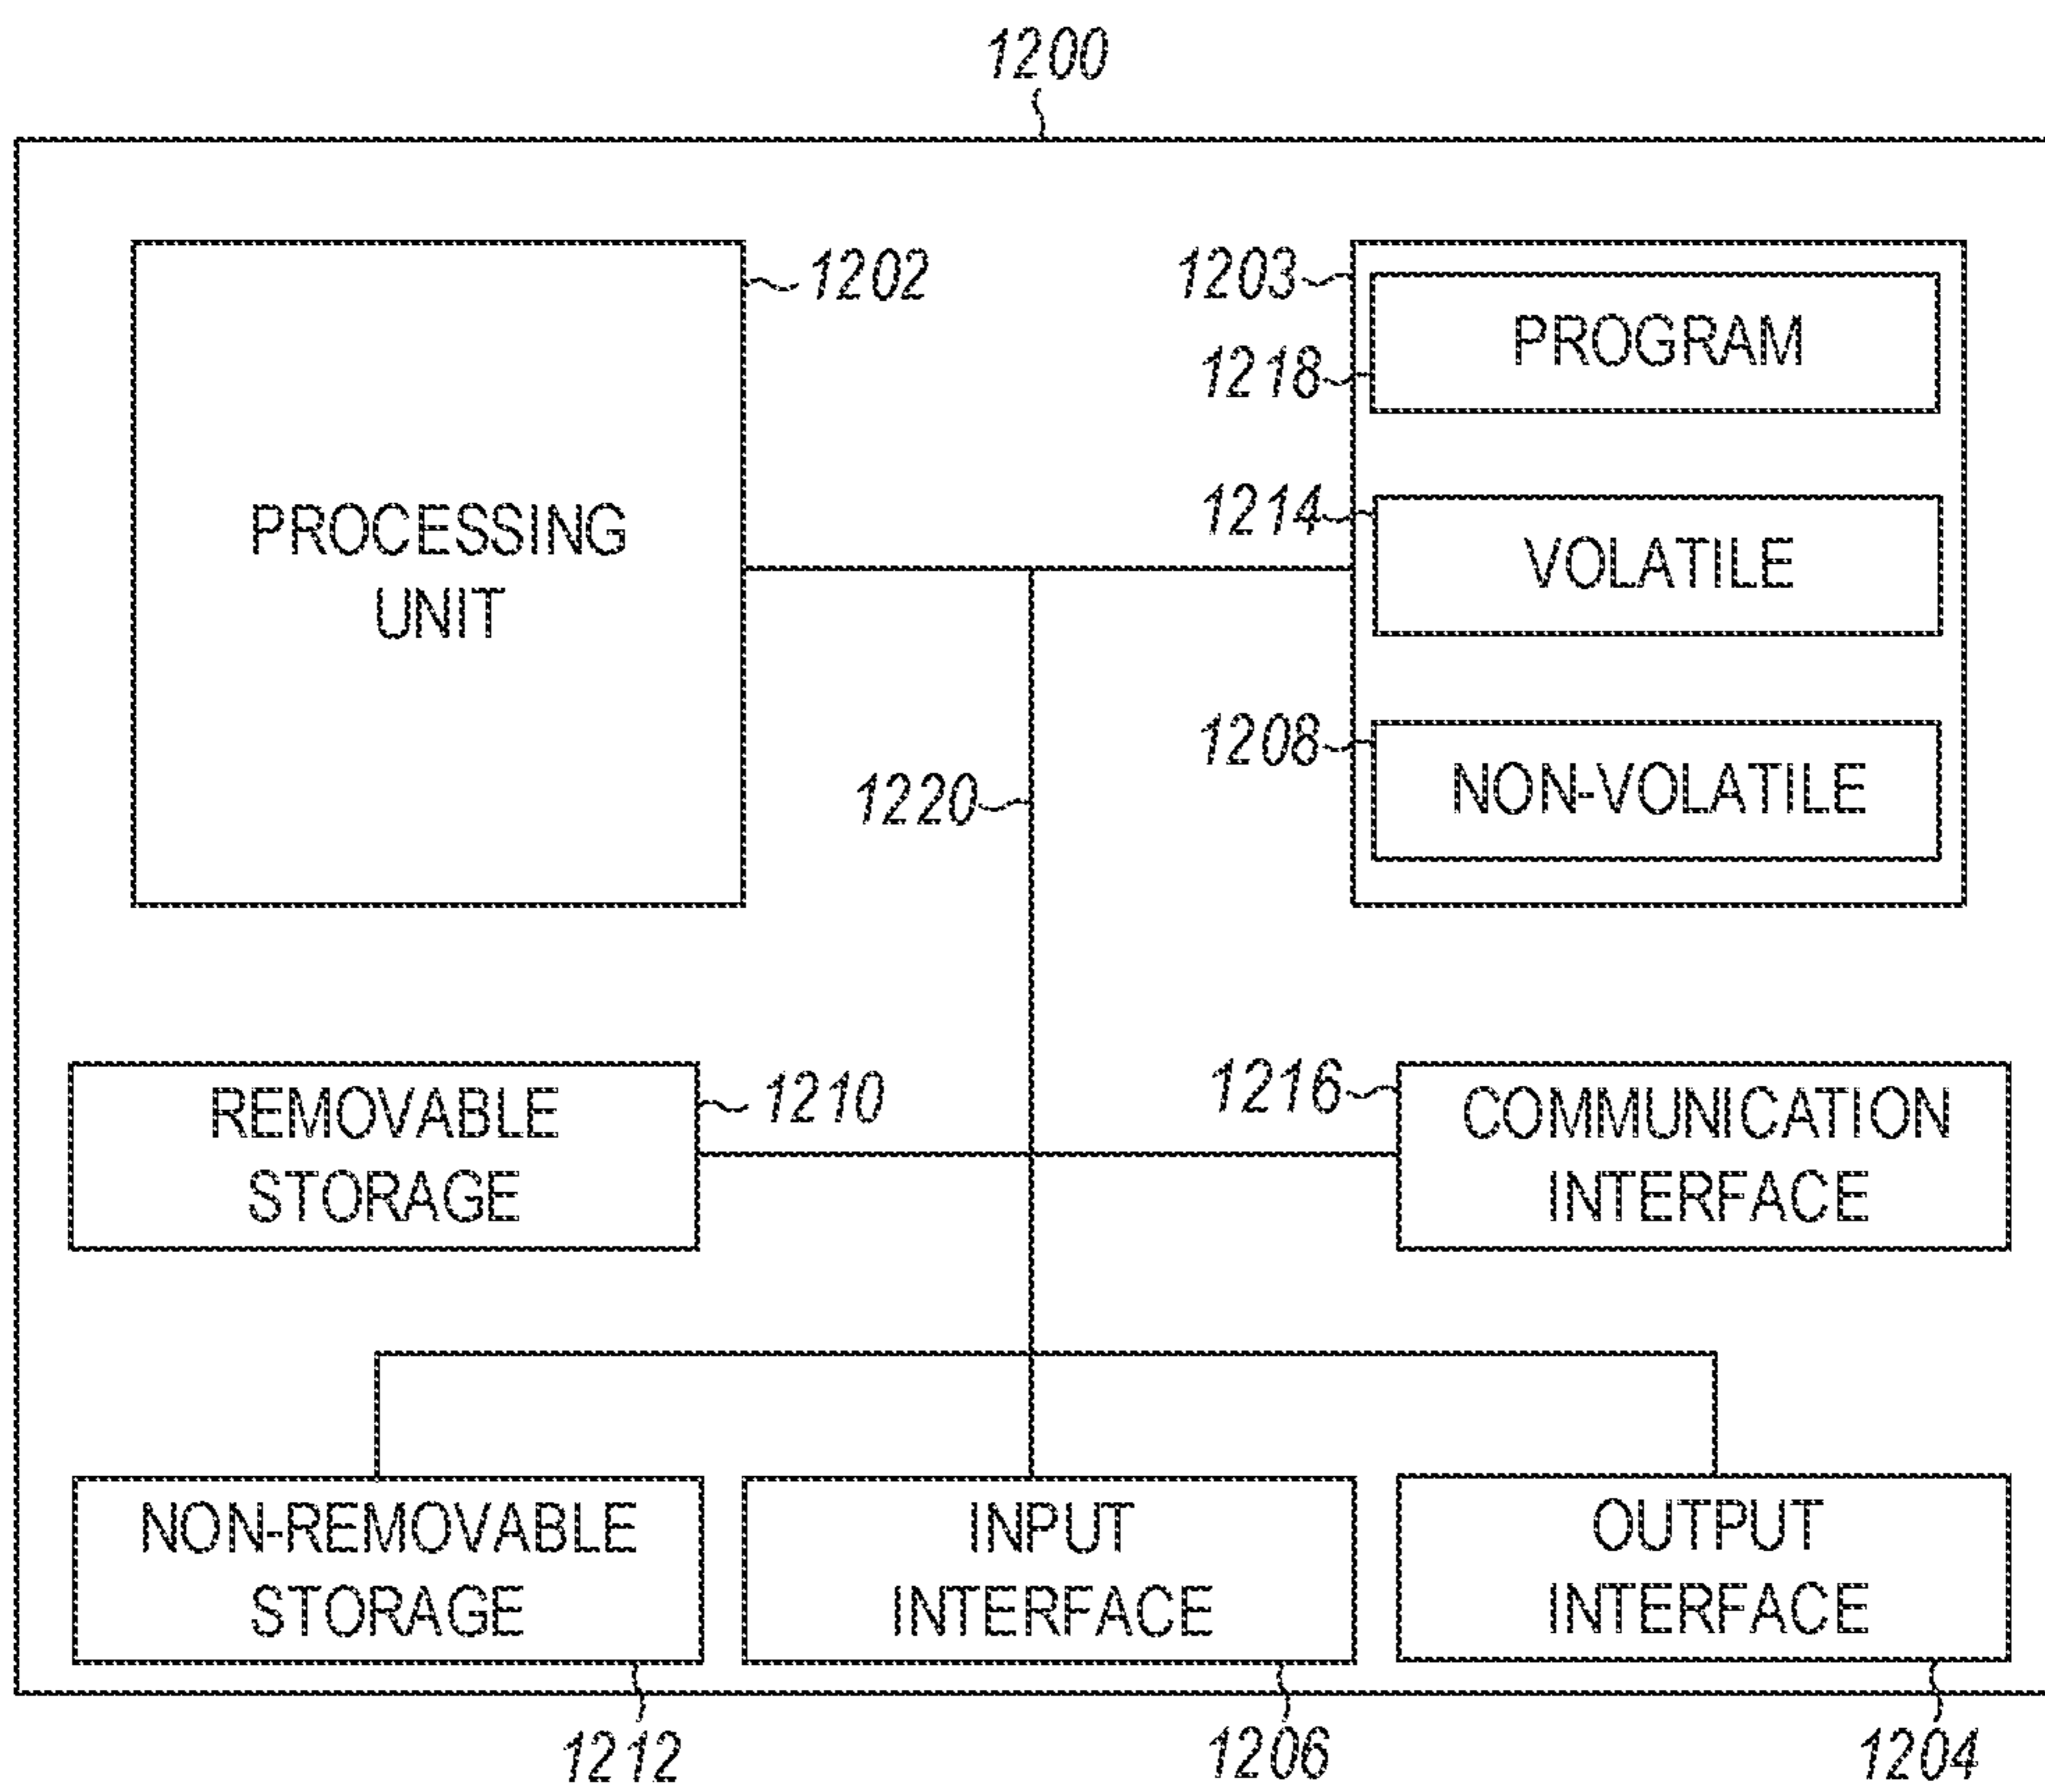 1200
1202
1203
PROGRAM
1218
PROCESSING
UNIT
1214
VOLATILE
1208
NON-VOLATILE
1220
REMOVABLE
STORAGE
1210
1216
COMMUNICATION
INTERFACE
NON-REMOVABLE
STORAGE
INPUT
INTERFACE
OUTPUT
INTERFACE
1212
1206
1204